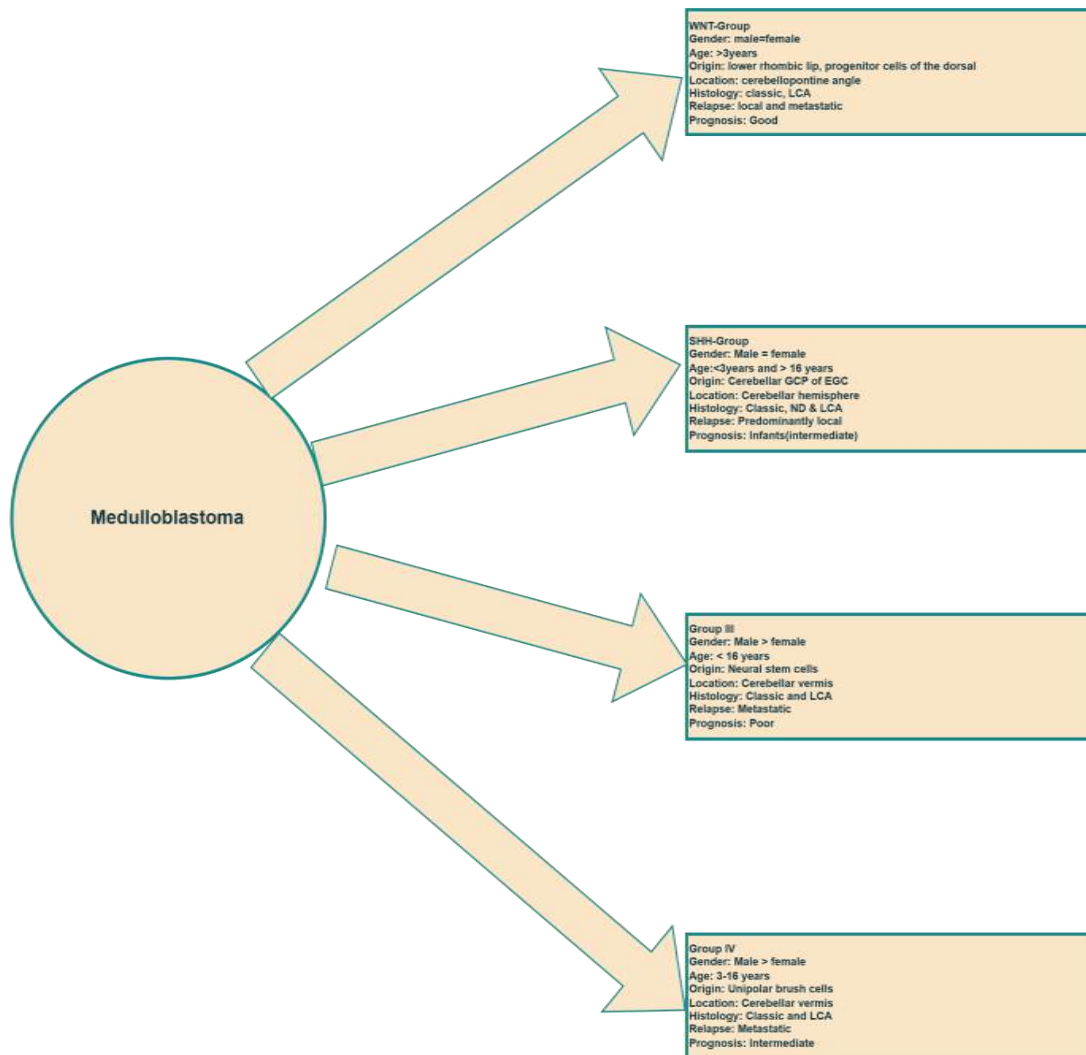 WNT-Group
Gender: male=female
Age: >3years
Origin: lower rhombic lip, progenitor cells of the dorsal
Location: cerebellopontine angle
Histology: classic, LCA
Relapse: local and metastatic
Prognosis: Good
SHH-Group
Gender: Male = female
Age:<3years and > 16 years
Origin: Cerebellar GCP of EGC
Location: Cerebellar hemisphere
Histology: Classic, ND & LCA
Relapse: Predominantly local
Prognosis: Infants(intermediate)
Medulloblastoma
Group III
Gender: Male > female
Age: < 16 years
Origin: Neural stem cells
Location: Cerebellar vermis
Histology: Classic and LCA
Relapse: Metastatic
Prognosis: Poor
Group IV
Gender: Male > female
Age: 3-16 years
Origin: Unipolar brush cells
Location: Cerebellar vermis
Histology: Classic and LCA
Relapse: Metastatic
Prognosis: Intermediate